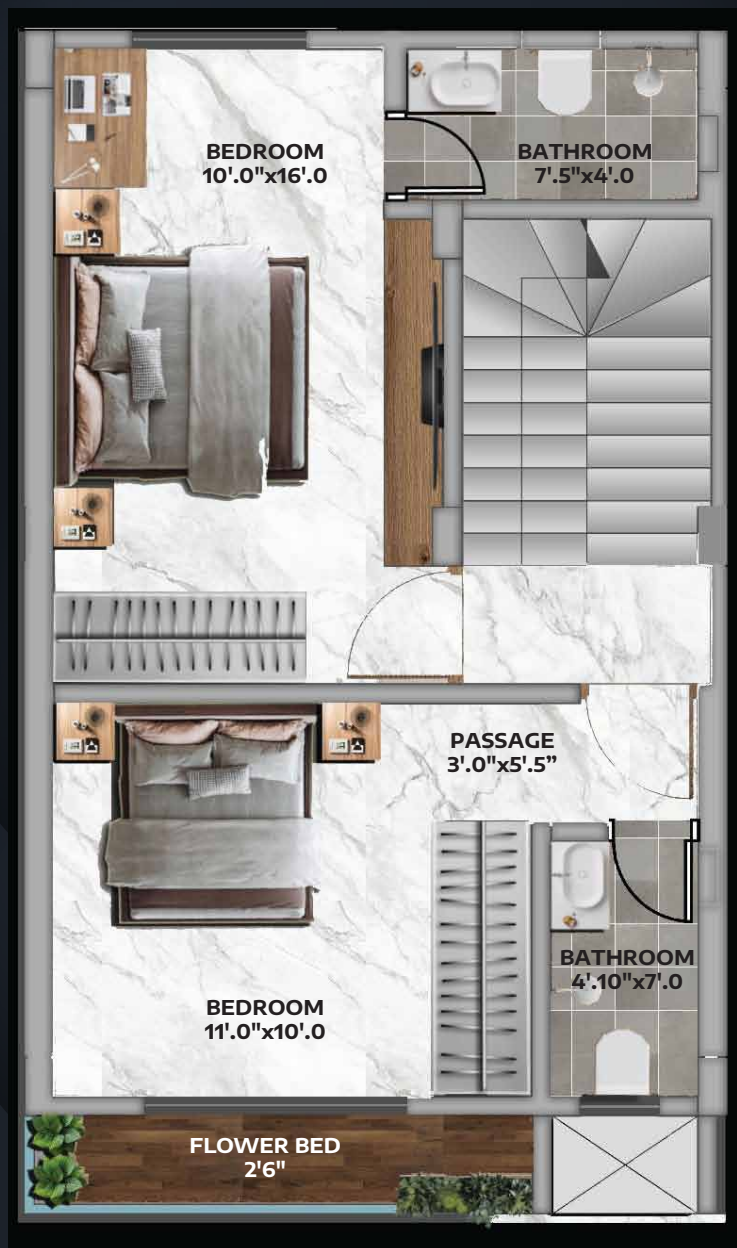 BEDROOM
10'.0"x16'.0
BATHROOM
7'.5"x4'.0
PASSAGE
3'.0"x5'.5”
BATHROOM
4'.10"x7'.0
BEDROOM
11'.0"x10'.0
FLOWER BED
2'6"